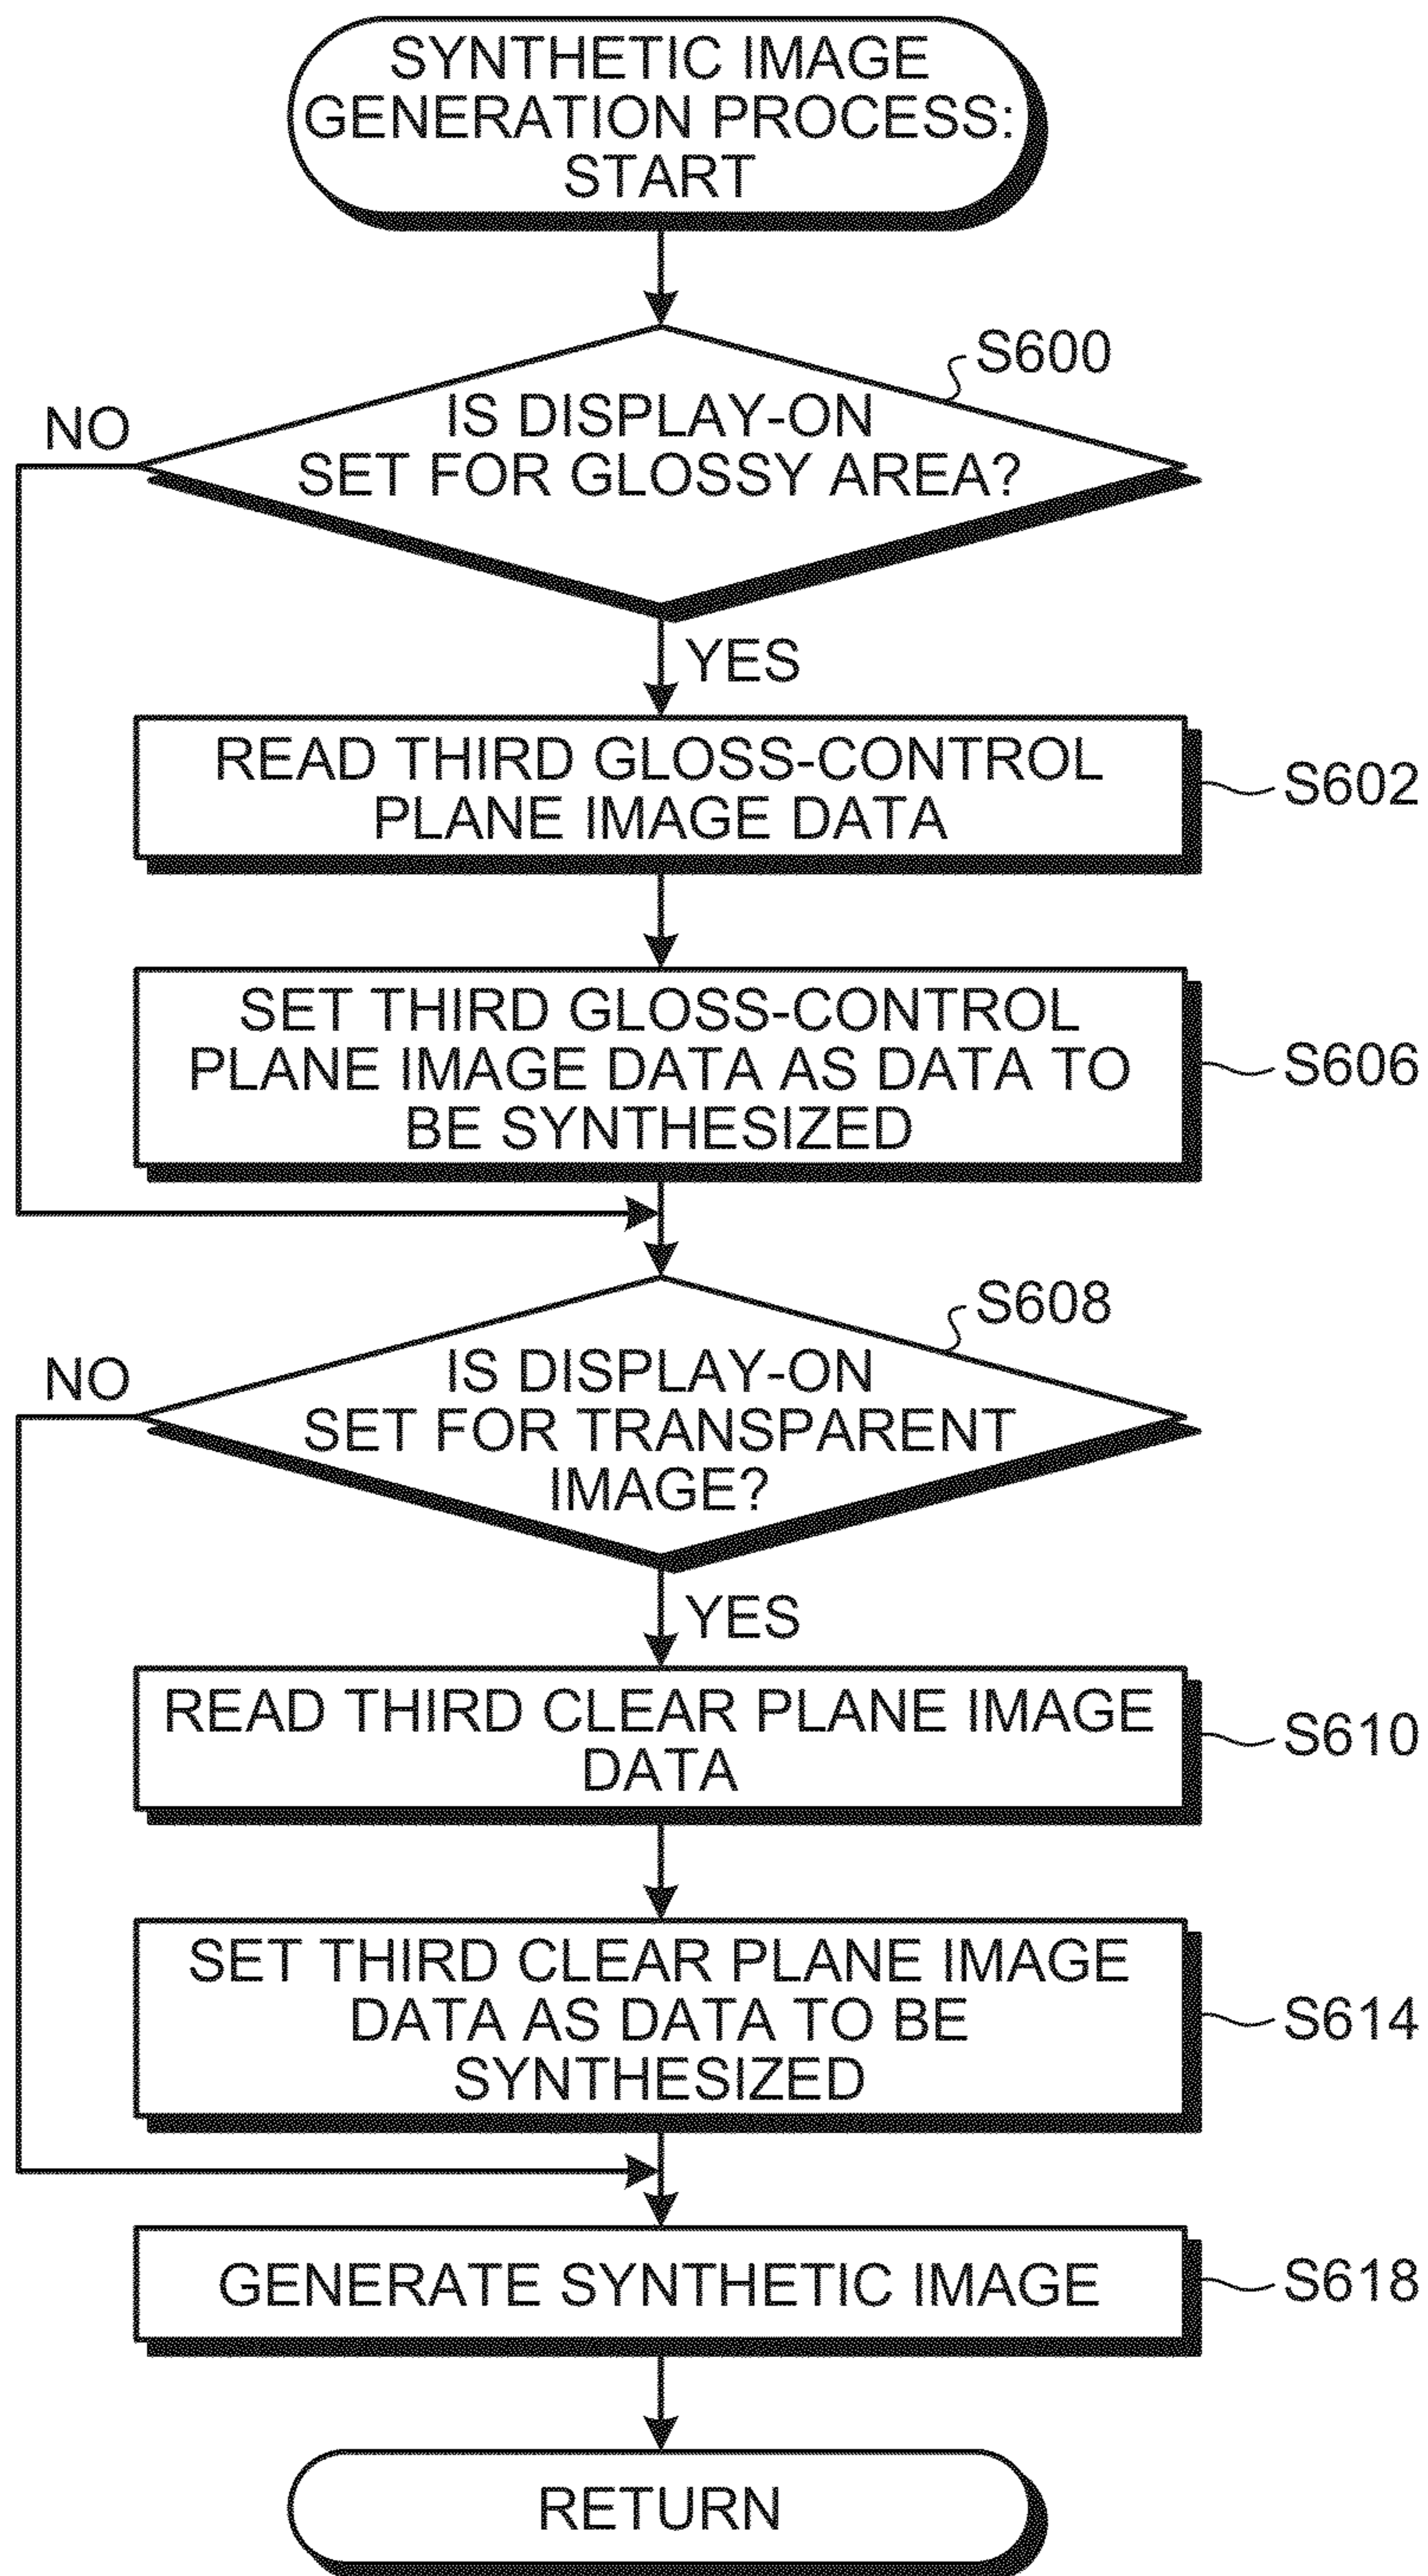 SYNTHETIC IMAGE
GENERATION PROCESS:
START
S600
NO
IS DISPLAY-ON
SET FOR GLOSSY AREA?
YES
READ THIRD GLOSS-CONTROL
PLANE IMAGE DATA
S602
SET THIRD GLOSS-CONTROL
PLANE IMAGE DATA AS DATA TO
BE SYNTHESIZED
S606
S608
NO
IS DISPLAY-ON
SET FOR TRANSPARENT
IMAGE?
YES
READ THIRD CLEAR PLANE IMAGE
DATA
S610
SET THIRD CLEAR PLANE IMAGE
DATA AS DATA TO BE
SYNTHESIZED
S614
GENERATE SYNTHETIC IMAGE
S618
RETURN